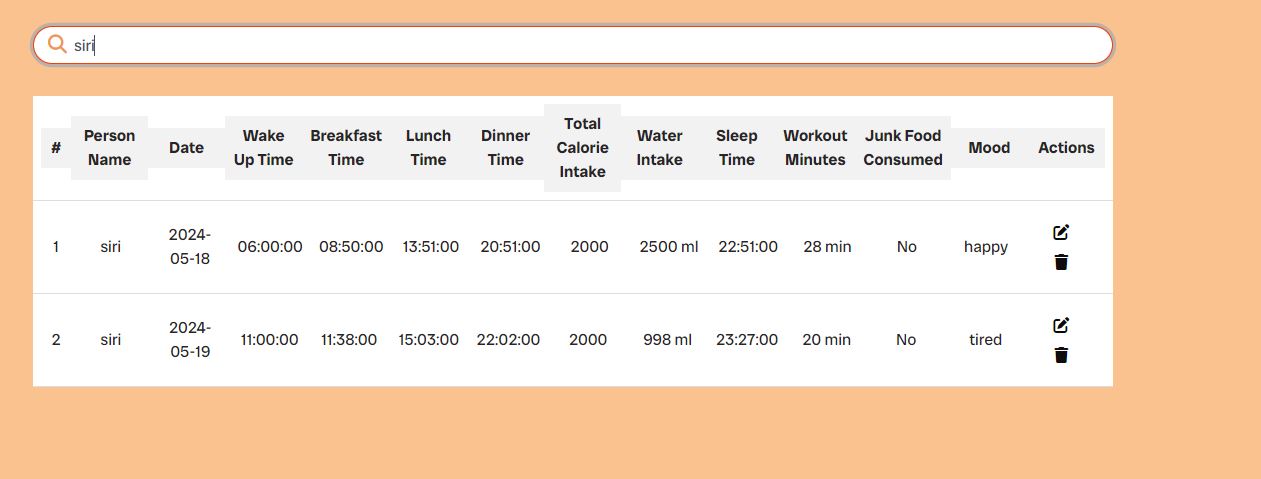 siri
# Person Name Date Wake Up Time Breakfast Time Lunch Time Dinner Time Total Calorie Intake Water Intake Sleep Time Workout Minutes Junk Food Consumed Mood Actions
1 siri 2024-05-18 06:00:00 08:50:00 13:51:00 20:51:00 2000 2500 ml 22:51:00 28 min No happy
2 siri 2024-05-19 11:00:00 11:38:00 15:03:00 22:02:00 2000 998 ml 23:27:00 20 min No tired